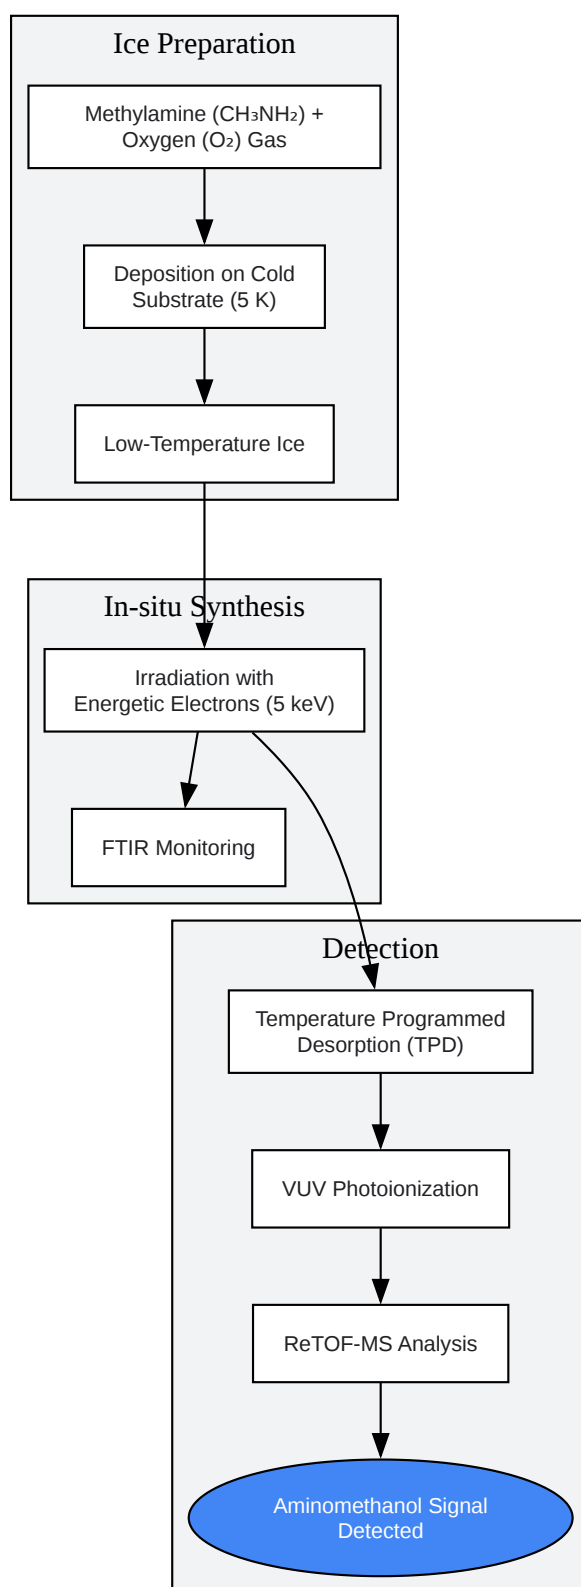 Ice Preparation
Methylamine (CH₃NH₂) +
Oxygen (O₂) Gas
Deposition on Cold
Substrate (5 K)
Low-Temperature Ice
In-situ Synthesis
Irradiation with
Energetic Electrons (5 keV)
FTIR Monitoring
Detection
Temperature Programmed
Desorption (TPD)
VUV Photoionization
ReTOF-MS Analysis
Aminomethanol Signal
Detected